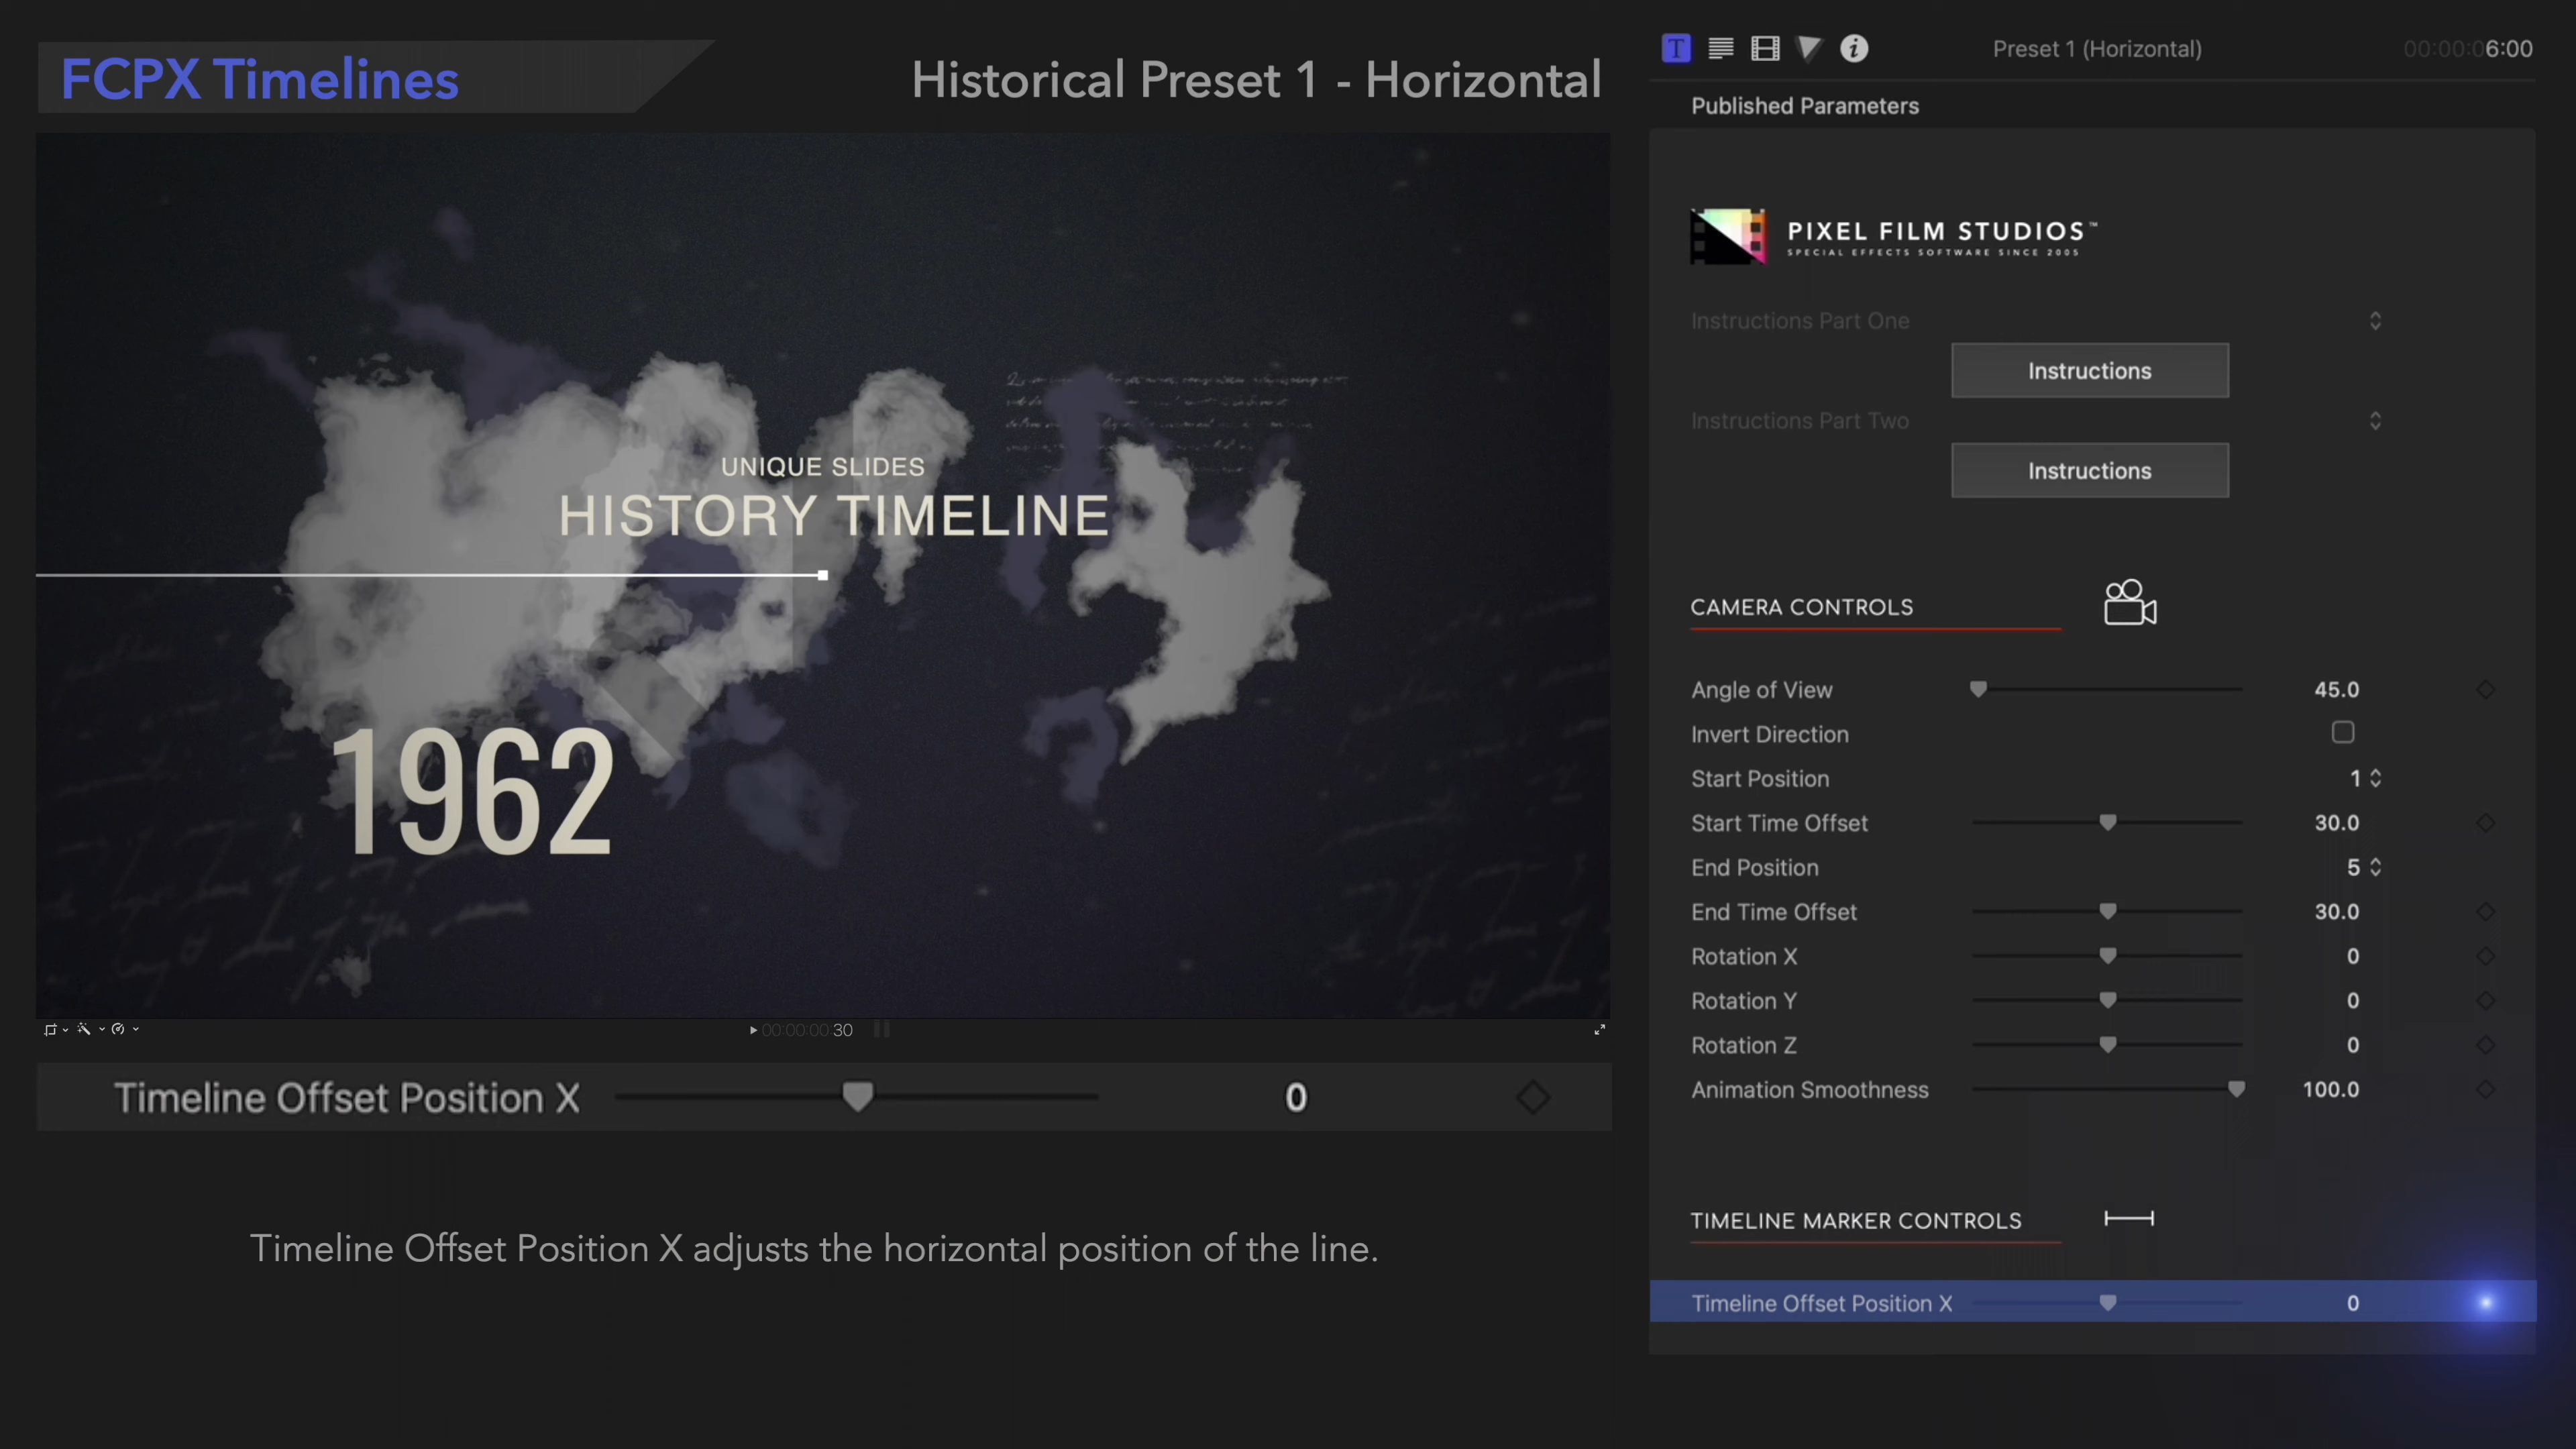 FCPX Timelines
Historical Preset 1 - Horizontal
UNIQUE SLIDES
HISTORY TIMELINE
1962
00:00:00:30
Timeline Offset Position X 0
Timeline Offset Position X adjusts the horizontal position of the line.
T i Preset 1 (Horizontal) 00:00:06:00
Published Parameters
PIXEL FILM STUDIOS™
SPECIAL EFFECTS SOFTWARE SINCE 2005
Instructions Part One
Instructions
Instructions Part Two
Instructions
CAMERA CONTROLS
Angle of View 45.0
Invert Direction
Start Position 1
Start Time Offset 30.0
End Position 5
End Time Offset 30.0
Rotation X 0
Rotation Y 0
Rotation Z 0
Animation Smoothness 100.0
TIMELINE MARKER CONTROLS
Timeline Offset Position X 0